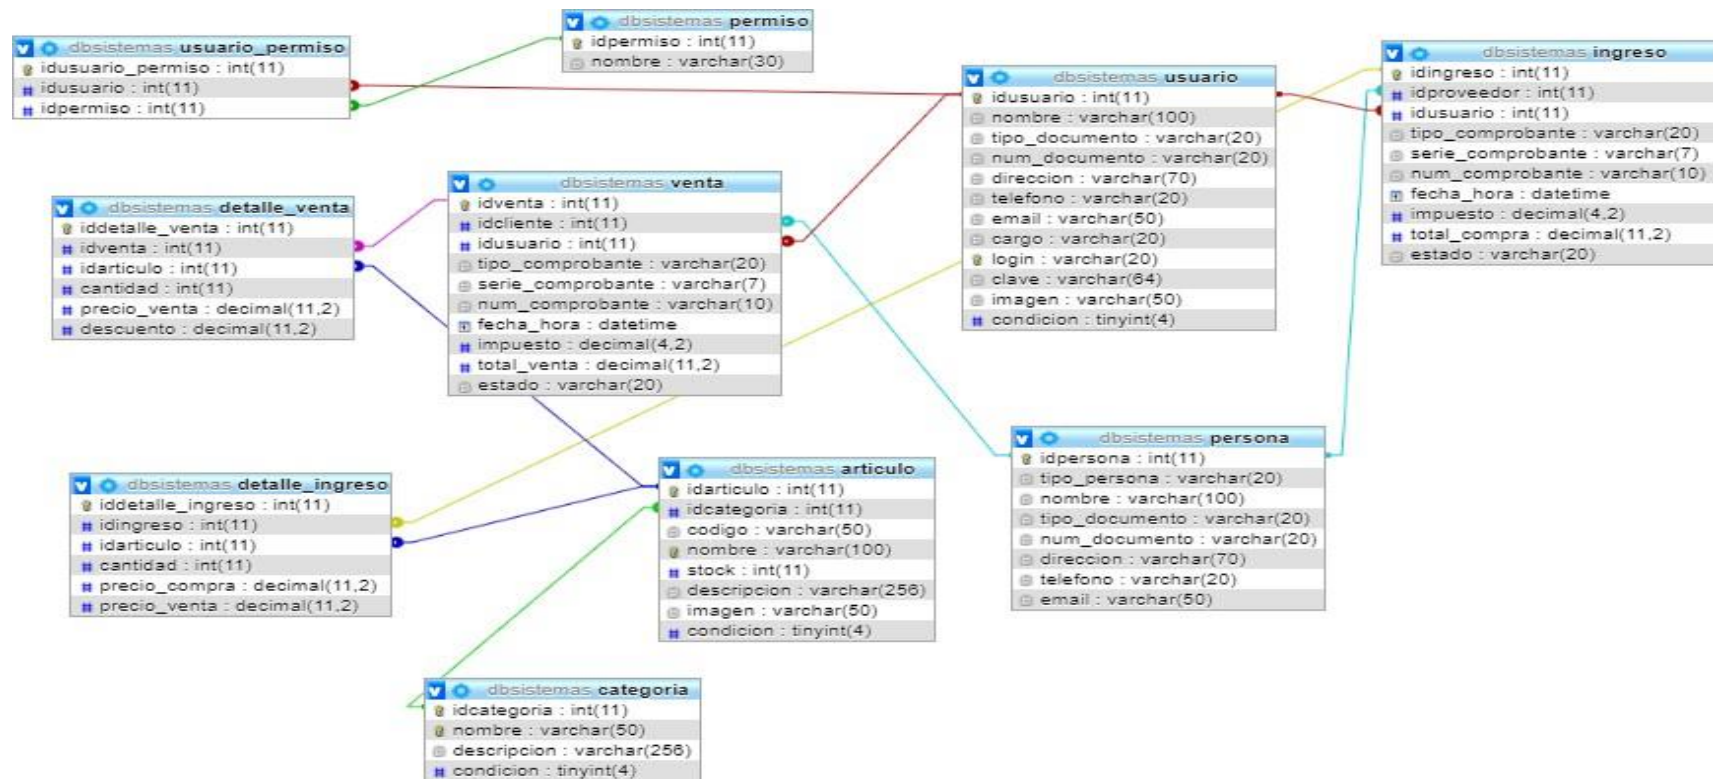 dbsistemas usuario_permiso
idusuario_permiso : int(11)
idusuario : int(11)
idpermiso : int(11)
dbsistemas permiso
idpermiso : int(11)
nombre : varchar(30)
dbsistemas usuario
idusuario : int(11)
nombre : varchar(100)
tipo_documento : varchar(20)
num_documento : varchar(20)
direccion : varchar(70)
telefono : varchar(20)
email : varchar(50)
cargo : varchar(20)
login : varchar(20)
clave : varchar(64)
imagen : varchar(50)
condicion : tinyint(4)
dbsistemas ingreso
idingreso : int(11)
idproveedor : int(11)
idusuario : int(11)
tipo_comprobante : varchar(20)
serie_comprobante : varchar(7)
num_comprobante : varchar(10)
fecha_hora : datetime
impuesto : decimal(4,2)
total_compra : decimal(11,2)
estado : varchar(20)
dbsistemas detalle_venta
iddetalle_venta : int(11)
idventa : int(11)
idarticulo : int(11)
cantidad : int(11)
precio_venta : decimal(11,2)
descuento : decimal(11,2)
dbsistemas venta
idventa : int(11)
idcliente : int(11)
idusuario : int(11)
tipo_comprobante : varchar(20)
serie_comprobante : varchar(7)
num_comprobante : varchar(10)
fecha_hora : datetime
impuesto : decimal(4,2)
total_venta : decimal(11,2)
estado : varchar(20)
dbsistemas detalle_ingreso
iddetalle_ingreso : int(11)
idingreso : int(11)
idarticulo : int(11)
cantidad : int(11)
precio_compra : decimal(11,2)
precio_venta : decimal(11,2)
dbsistemas articulo
idarticulo : int(11)
idcategoria : int(11)
codigo : varchar(50)
nombre : varchar(100)
stock : int(11)
descripcion : varchar(256)
imagen : varchar(50)
condicion : tinyint(4)
dbsistemas persona
idpersona : int(11)
tipo_persona : varchar(20)
nombre : varchar(100)
tipo_documento : varchar(20)
num_documento : varchar(20)
direccion : varchar(70)
telefono : varchar(20)
email : varchar(50)
dbsistemas categoria
idcategoria : int(11)
nombre : varchar(50)
descripcion : varchar(256)
condicion : tinyint(4)